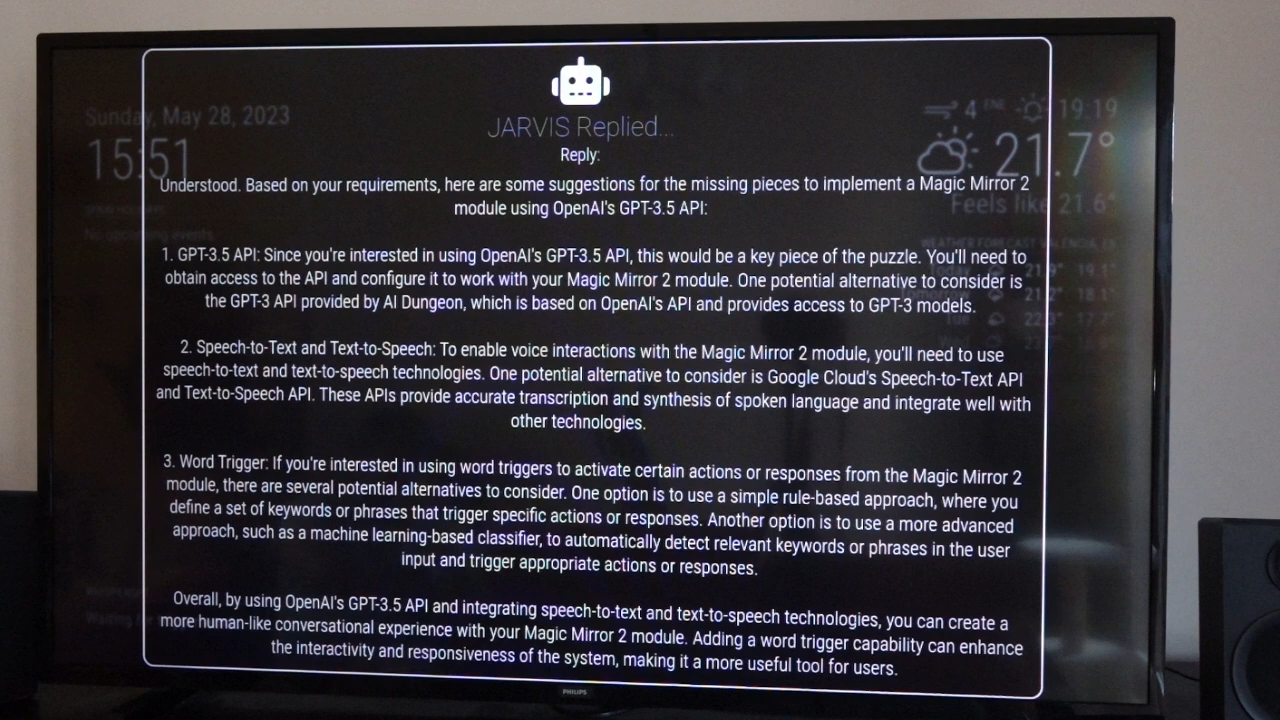 Sunday, May 28, 2023
15:51
4 ENE 19:19
21.7°
Feels like 21.6°
JARVIS Replied...
Reply:
Understood. Based on your requirements, here are some suggestions for the missing pieces to implement a Magic Mirror 2
module using OpenAI's GPT-3.5 API:
1. GPT-3.5 API: Since you're interested in using OpenAI's GPT-3.5 API, this would be a key piece of the puzzle. You'll need to
obtain access to the API and configure it to work with your Magic Mirror 2 module. One potential alternative to consider is
the GPT-3 API provided by AI Dungeon, which is based on OpenAI's API and provides access to GPT-3 models.
2. Speech-to-Text and Text-to-Speech: To enable voice interactions with the Magic Mirror 2 module, you'll need to use
speech-to-text and text-to-speech technologies. One potential alternative to consider is Google Cloud's Speech-to-Text API
and Text-to-Speech API. These APIs provide accurate transcription and synthesis of spoken language and integrate well with
other technologies.
3. Word Trigger: If you're interested in using word triggers to activate certain actions or responses from the Magic Mirror 2
module, there are several potential alternatives to consider. One option is to use a simple rule-based approach, where you
define a set of keywords or phrases that trigger specific actions or responses. Another option is to use a more advanced
approach, such as a machine learning-based classifier, to automatically detect relevant keywords or phrases in the user
input and trigger appropriate actions or responses.
Overall, by using OpenAI's GPT-3.5 API and integrating speech-to-text and text-to-speech technologies, you can create a
more human-like conversational experience with your Magic Mirror 2 module. Adding a word trigger capability can enhance
the interactivity and responsiveness of the system, making it a more useful tool for users.
No upcoming events
WEATHER FORECAST VALENCIA, ES
Today 19.1°
Tomorrow 18.1°
Tue
PHILIPS